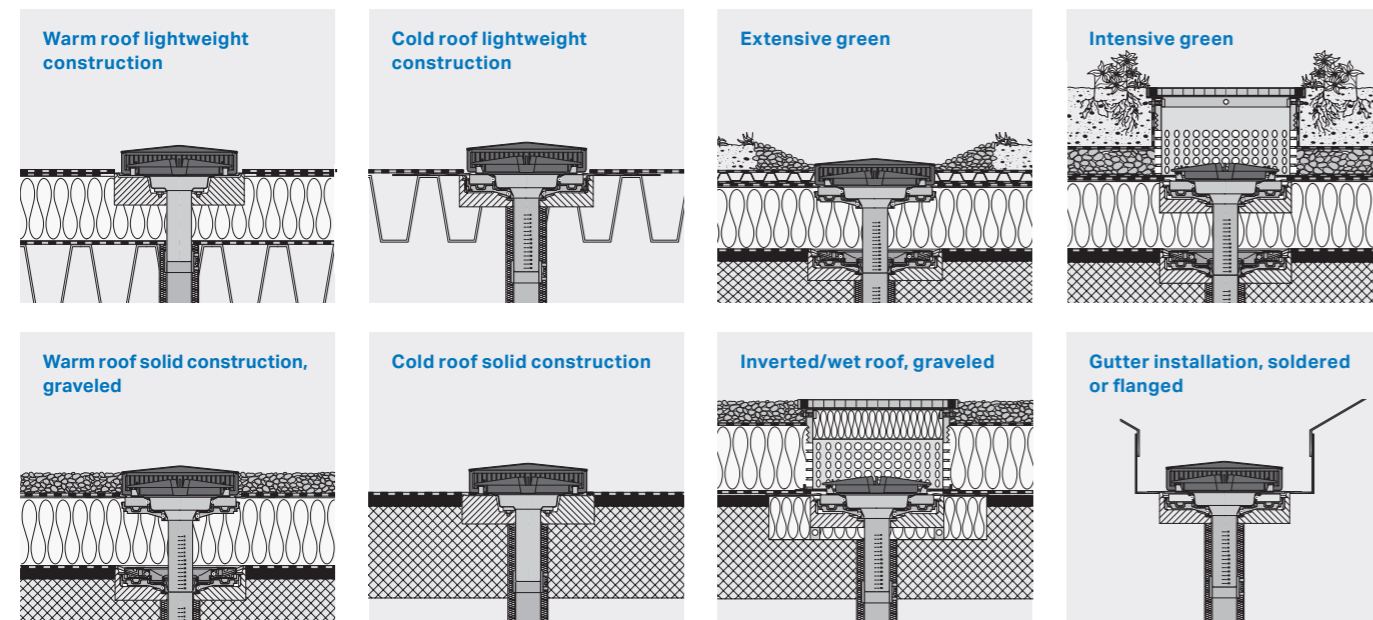 Warm roof lightweight
construction
Cold roof lightweight
construction
Extensive green
Intensive green
Warm roof solid construction,
graveled
Cold roof solid construction
Inverted/wet roof, graveled
Gutter installation, soldered
or flanged